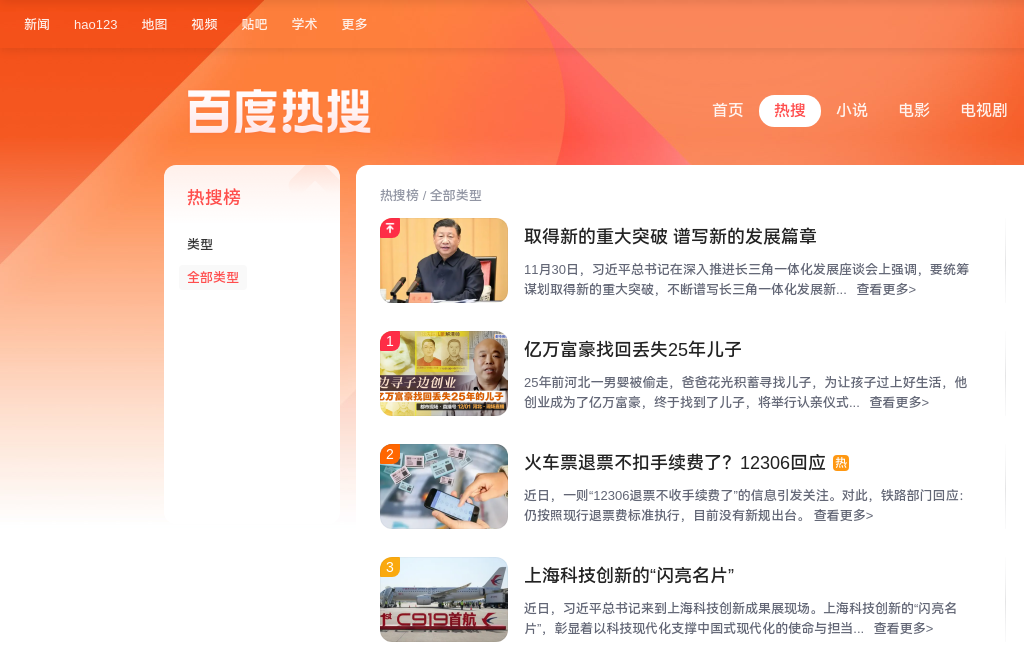 新闻 hao123 地图 视频 贴吧 学术 更多
百度热搜
首页 热搜 小说 电影 电视剧
热搜榜
类型
全部类型
热搜榜 / 全部类型
取得新的重大突破 谱写新的发展篇章
11月30日，习近平总书记在深入推进长三角一体化发展座谈会上强调，要统筹
谋划取得新的重大突破，不断谱写长三角一体化发展新... 查看更多>
1
边寻子边创业
亿万富豪找回丢失25年的儿子
亿万富豪找回丢失25年儿子
25年前河北一男婴被偷走，爸爸花光积蓄寻找儿子，为让孩子过上好生活，他
创业成为了亿万富豪，终于找到了儿子，将举行认亲仪式... 查看更多>
2
火车票退票不扣手续费了？12306回应 热
近日，一则“12306退票不收手续费了”的信息引发关注。对此，铁路部门回应：
仍按照现行退票费标准执行，目前没有新规出台。 查看更多>
3
C919首航
上海科技创新的“闪亮名片”
近日，习近平总书记来到上海科技创新成果展现场。上海科技创新的“闪亮名
片”，彰显着以科技现代化支撑中国式现代化的使命与担当... 查看更多>